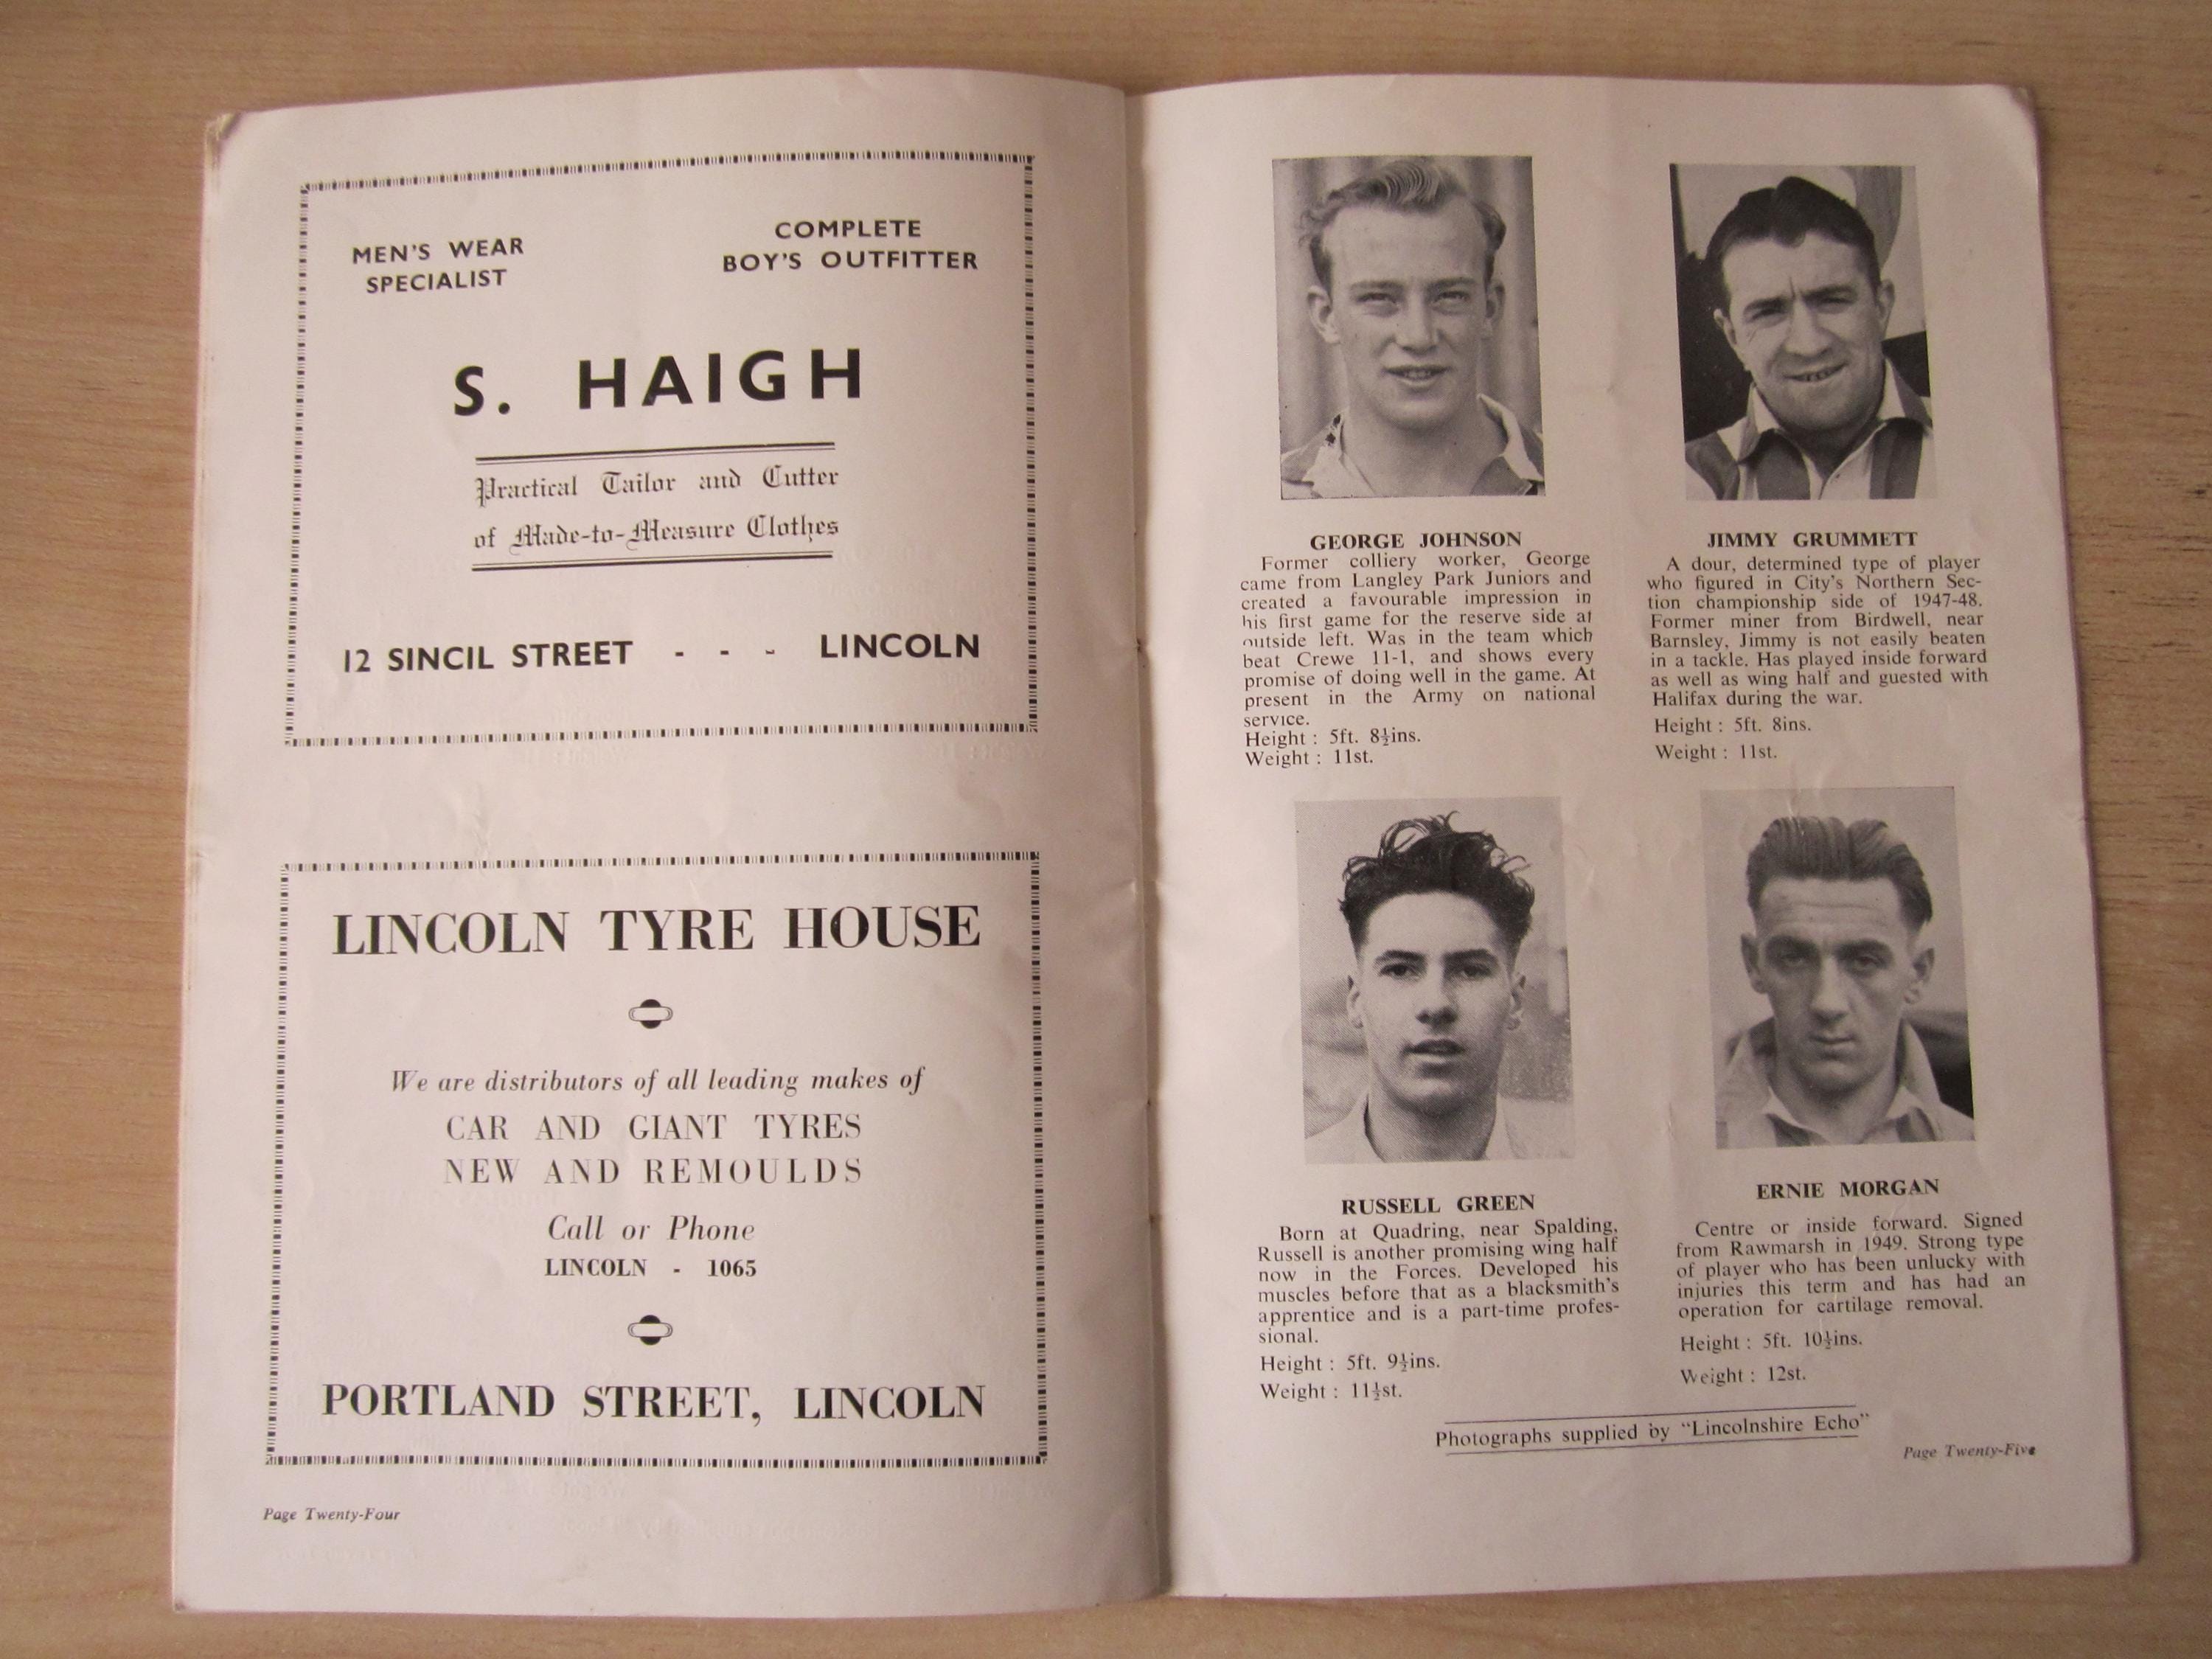 MEN'S WEAR
SPECIALIST
COMPLETE
BOY'S OUTFITTER
S. HAIGH
Practical Tailor and Cutter
of Made-to-Measure Clothes
12 SINCIL STREET - - - LINCOLN
LINCOLN TYRE HOUSE
We are distributors of all leading makes of
CAR AND GIANT TYRES
NEW AND REMOULDS
Call or Phone
LINCOLN - 1065
PORTLAND STREET, LINCOLN
Page Twenty-Four
GEORGE JOHNSON
Former colliery worker, George
came from Langley Park Juniors and
created a favourable impression in
his first game for the reserve side at
outside left. Was in the team which
beat Crewe 11-1, and shows every
promise of doing well in the game. At
present in the Army on national
service.
Height : 5ft. 8½ins.
Weight : 11st.
JIMMY GRUMMETT
A dour, determined type of player
who figured in City's Northern Sec-
tion championship side of 1947-48.
Former miner from Birdwell, near
Barnsley, Jimmy is not easily beaten
in a tackle. Has played inside forward
as well as wing half and guested with
Halifax during the war.
Height : 5ft. 8ins.
Weight : 11st.
RUSSELL GREEN
Born at Quadring, near Spalding,
Russell is another promising wing half
now in the Forces. Developed his
muscles before that as a blacksmith's
apprentice and is a part-time profes-
sional.
Height : 5ft. 9½ins.
Weight : 11½st.
ERNIE MORGAN
Centre or inside forward. Signed
from Rawmarsh in 1949. Strong type
of player who has been unlucky with
injuries this term and has had an
operation for cartilage removal.
Height : 5ft. 10½ins.
Weight : 12st.
Photographs supplied by "Lincolnshire Echo"
Page Twenty-Five